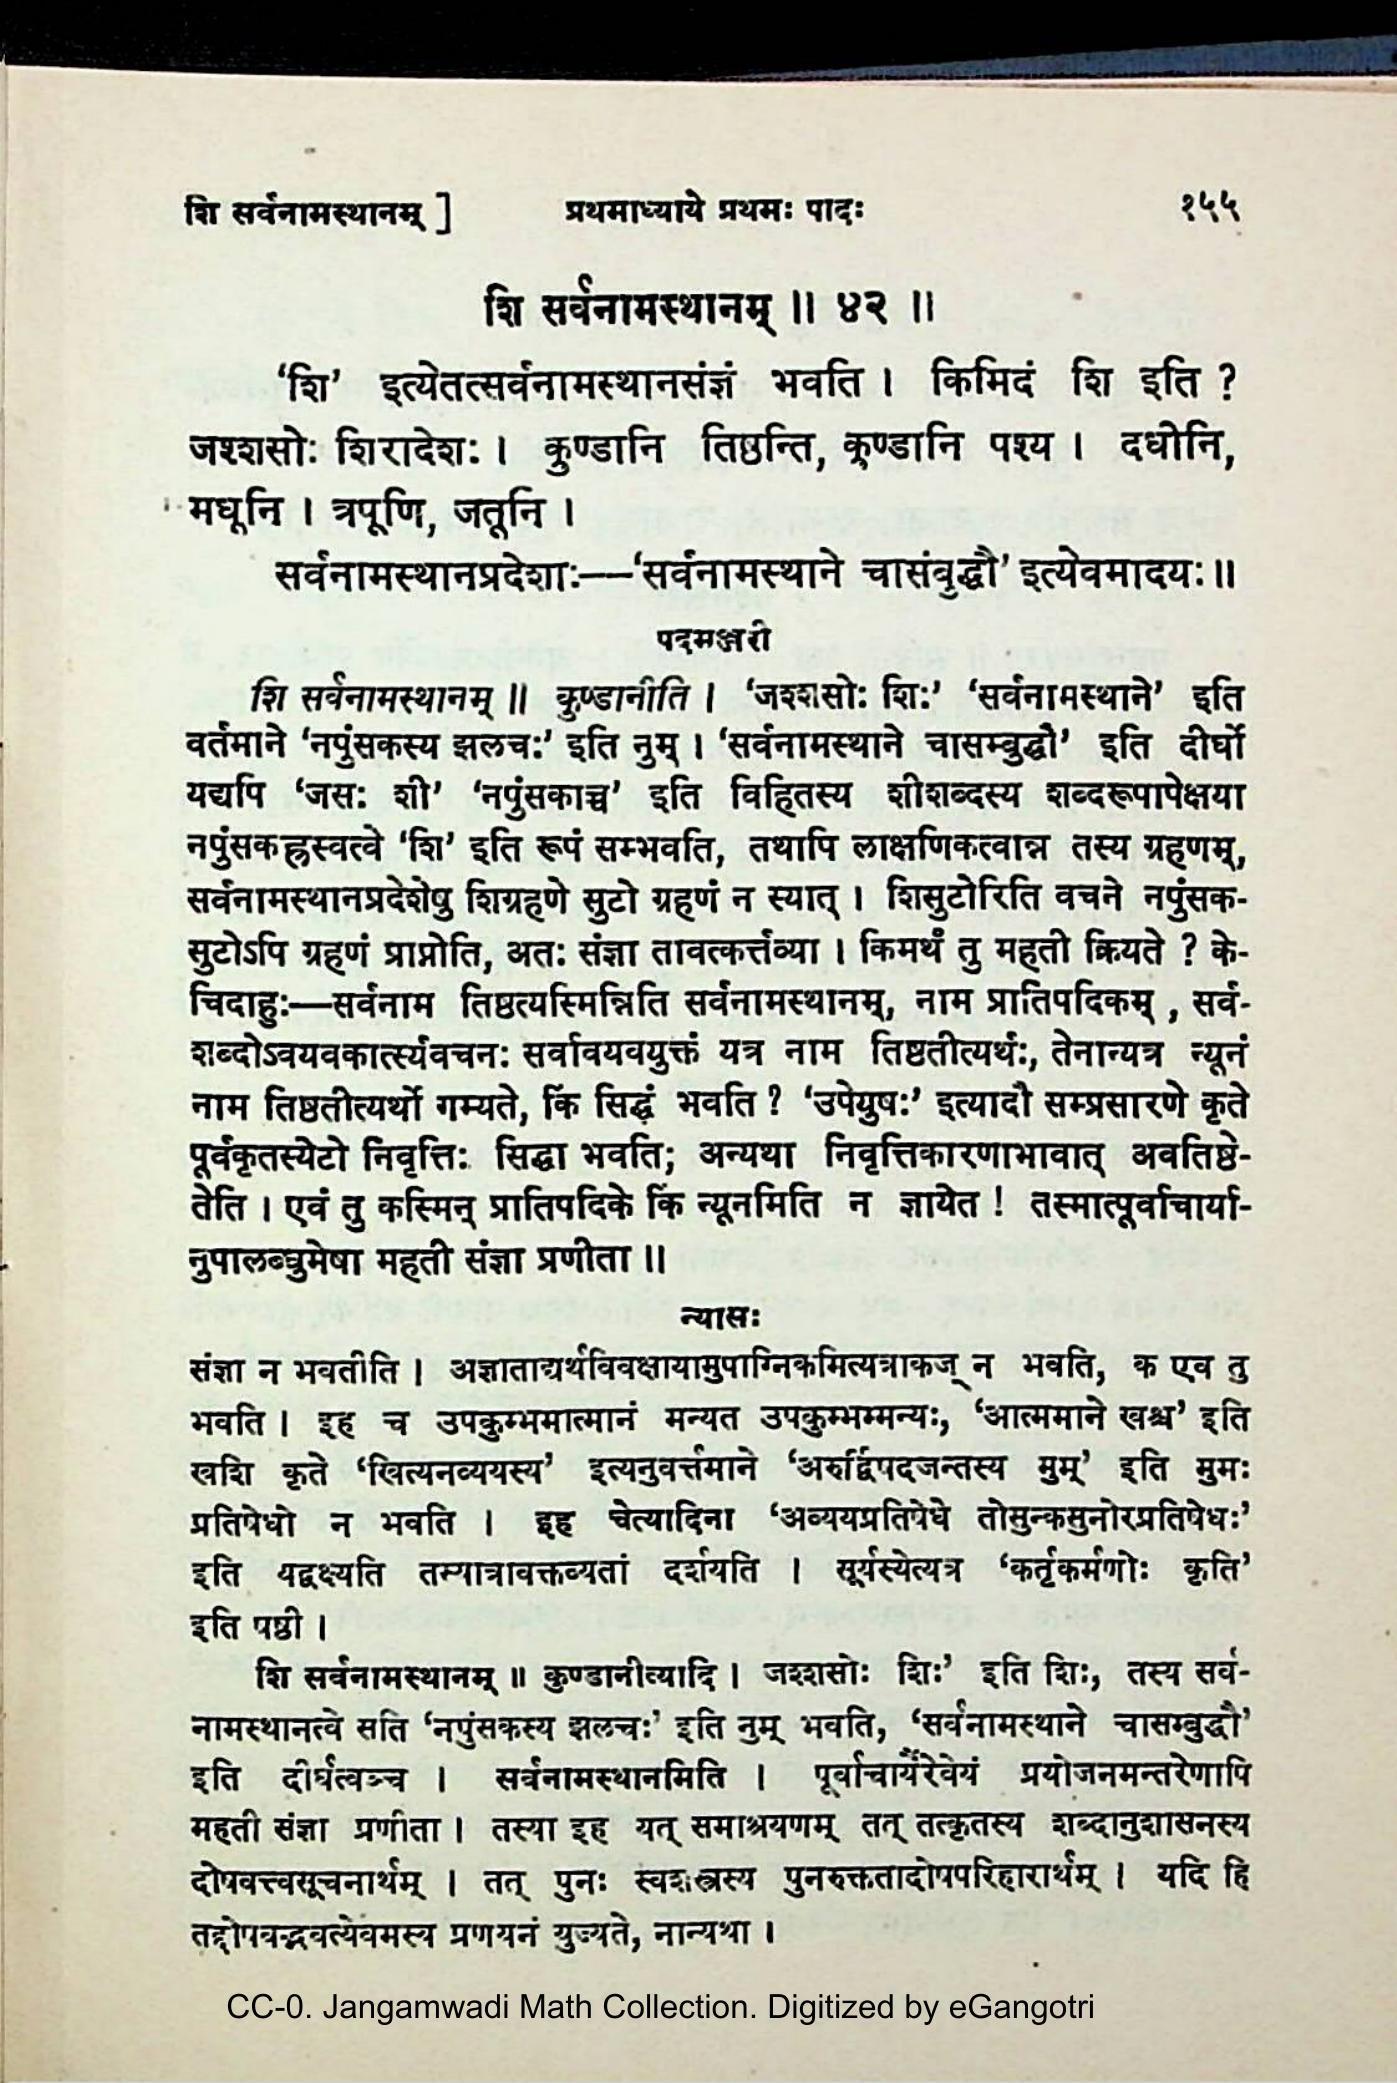 शि सर्वनामस्थानम् ] प्रथमाध्याये प्रथमः पादः १५५
शि सर्वनामस्थानम् ॥ ४२ ॥
‘शि’ इत्येतत्सर्वनामस्थानसंज्ञं भवति । किमिदं शि इति ?
जश्शसोः शिरादेशः । कुण्डानि तिष्ठन्ति, कुण्डानि पश्य । दधीनि,
मधूनि । त्रपूणि, जतूनि ।
सर्वनामस्थानप्रदेशाः—‘सर्वनामस्थाने चासंबुद्धौ’ इत्येवमादयः ॥
पदमञ्जरी
शि सर्वनामस्थानम् ॥ कुण्डानीति । ‘जश्शसोः शिः’ ‘सर्वनामस्थाने’ इति
वर्तमाने ‘नपुंसकस्य झलचः’ इति नुम् । ‘सर्वनामस्थाने चासम्बुद्धौ’ इति दीर्घो
यद्यपि ‘जसः शी’ ‘नपुंसकाच्च’ इति विहितस्य शीशब्दस्य शब्दरूपापेक्षया
नपुंसकह्रस्वत्वे ‘शि’ इति रूपं सम्भवति, तथापि लाक्षणिकत्वान्न तस्य ग्रहणम्,
सर्वनामस्थानप्रदेशेषु शिग्रहणे सुटो ग्रहणं न स्यात् । शिसुटोरिति वचने नपुंसक-
सुटोऽपि ग्रहणं प्राप्नोति, अतः संज्ञा तावत्कर्त्तव्या । किमर्थं तु महती क्रियते ? के-
चिदाहुः—सर्वनाम तिष्ठत्यस्मिन्निति सर्वनामस्थानम्, नाम प्रातिपदिकम् , सर्व-
शब्दोऽवयवकार्त्स्न्यवचनः सर्वावयवयुक्तं यत्र नाम तिष्ठतीत्यर्थः, तेनान्यत्र न्यूनं
नाम तिष्ठतीत्यर्थो गम्यते, किं सिद्धं भवति ? ‘उपेयुषः’ इत्यादौ सम्प्रसारणे कृते
पूर्वकृतस्येटो निवृत्तिः सिद्धा भवति; अन्यथा निवृत्तिकारणाभावात् अवतिष्ठे-
तेति । एवं तु कस्मिन् प्रातिपदिके किं न्यूनमिति न ज्ञायेत ! तस्मात्पूर्वाचार्या-
नुपालब्धुमेषा महती संज्ञा प्रणीता ॥
न्यासः
संज्ञा न भवतीति । अज्ञाताद्यर्थविवक्षायामुपाग्निकमित्यत्राकज् न भवति, क एव तु
भवति । इह च उपकुम्भमात्मानं मन्यत उपकुम्भम्मन्यः, ‘आत्ममाने खश्च’ इति
खशि कृते ‘खित्यनव्ययस्य’ इत्यनुवर्त्तमाने ‘अरुर्द्विषदजन्तस्य मुम्’ इति मुमः
प्रतिषेधो न भवति । इह चेत्यादिना ‘अव्ययप्रतिषेधे तोसुन्कसुनोरप्रतिषेधः’
इति यद्वक्ष्यति तस्यात्रावक्तव्यतां दर्शयति । सूर्यस्येत्यत्र ‘कर्तृकर्मणोः कृति’
इति षष्ठी ।
शि सर्वनामस्थानम् ॥ कुण्डानीत्यादि । जश्शसोः शिः’ इति शिः, तस्य सर्व-
नामस्थानत्वे सति ‘नपुंसकस्य झलचः’ इति नुम् भवति, ‘सर्वनामस्थाने चासम्बुद्धौ’
इति दीर्घत्वञ्च । सर्वनामस्थानमिति । पूर्वाचार्यैरेवेयं प्रयोजनमन्तरेणापि
महती संज्ञा प्रणीता । तस्या इह यत् समाश्रयणम् तत् तत्कृतस्य शब्दानुशासनस्य
दोषवत्त्वसूचनार्थम् । तत् पुनः स्वशास्त्रस्य पुनरुक्ततादोषपरिहारार्थम् । यदि हि
तद्दोषवद्भवत्येवमस्य प्रणयनं युज्यते, नान्यथा ।
CC-0. Jangamwadi Math Collection. Digitized by eGangotri